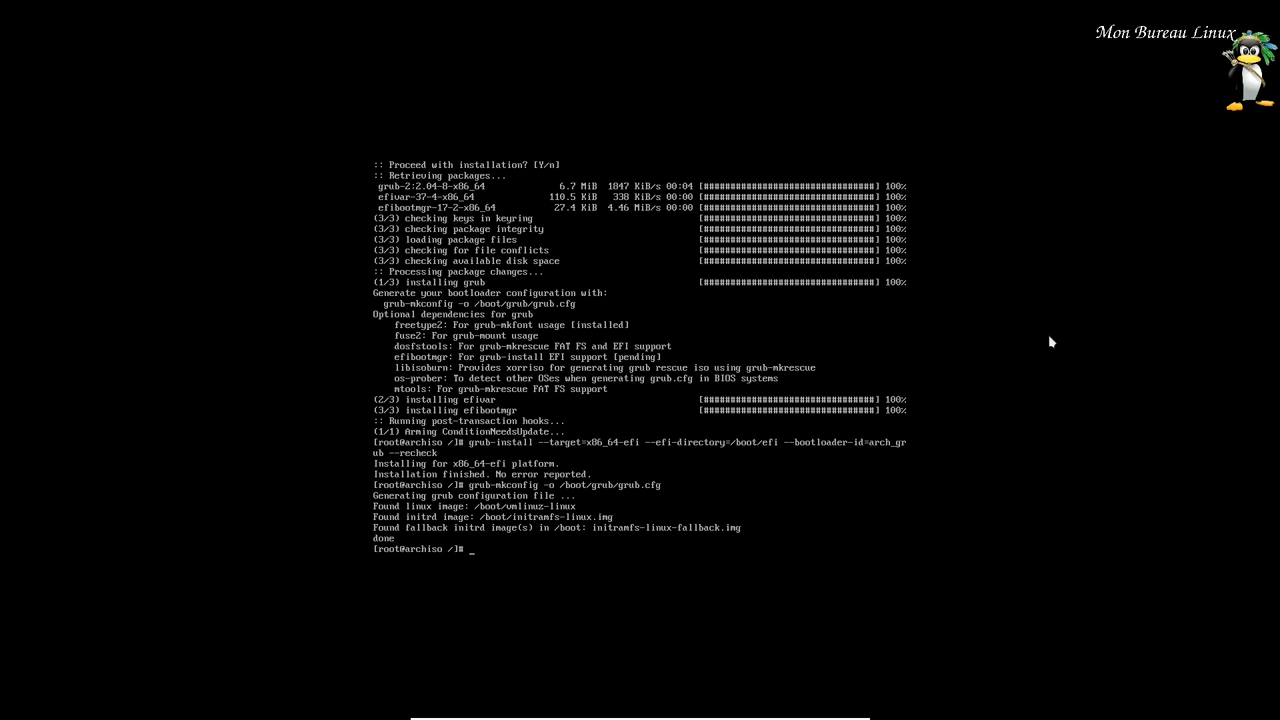 Mon Bureau Linux
:: Proceed with installation? [Y/n]
:: Retrieving packages...
grub-2:2.04-8-x86_64 6.7 MiB 1847 KiB/s 00:04 [################################] 100%
efivar-37-4-x86_64 110.5 KiB 338 KiB/s 00:00 [################################] 100%
efibootmgr-17-2-x86_64 27.4 KiB 4.46 MiB/s 00:00 [################################] 100%
(3/3) checking keys in keyring [################################] 100%
(3/3) checking package integrity [################################] 100%
(3/3) loading package files [################################] 100%
(3/3) checking for file conflicts [################################] 100%
(3/3) checking available disk space [################################] 100%
:: Processing package changes...
(1/3) installing grub [################################] 100%
Generate your bootloader configuration with:
grub-mkconfig -o /boot/grub/grub.cfg
Optional dependencies for grub
freetype2: For grub-mkfont usage [installed]
fuse2: For grub-mount usage
dosfstools: For grub-mkrescue FAT FS and EFI support
efibootmgr: For grub-install EFI support [pending]
libisoburn: Provides xorriso for generating grub rescue iso using grub-mkrescue
os-prober: To detect other OSes when generating grub.cfg in BIOS systems
mtools: For grub-mkrescue FAT FS support
(2/3) installing efivar [################################] 100%
(3/3) installing efibootmgr [################################] 100%
:: Running post-transaction hooks...
(1/1) Arming ConditionNeedsUpdate...
[root@archiso /]# grub-install --target=x86_64-efi --efi-directory=/boot/efi --bootloader-id=arch_gr
ub --recheck
Installing for x86_64-efi platform.
Installation finished. No error reported.
[root@archiso /]# grub-mkconfig -o /boot/grub/grub.cfg
Generating grub configuration file ...
Found linux image: /boot/vmlinuz-linux
Found initrd image: /boot/initramfs-linux.img
Found fallback initrd image(s) in /boot: initramfs-linux-fallback.img
done
[root@archiso /]# _